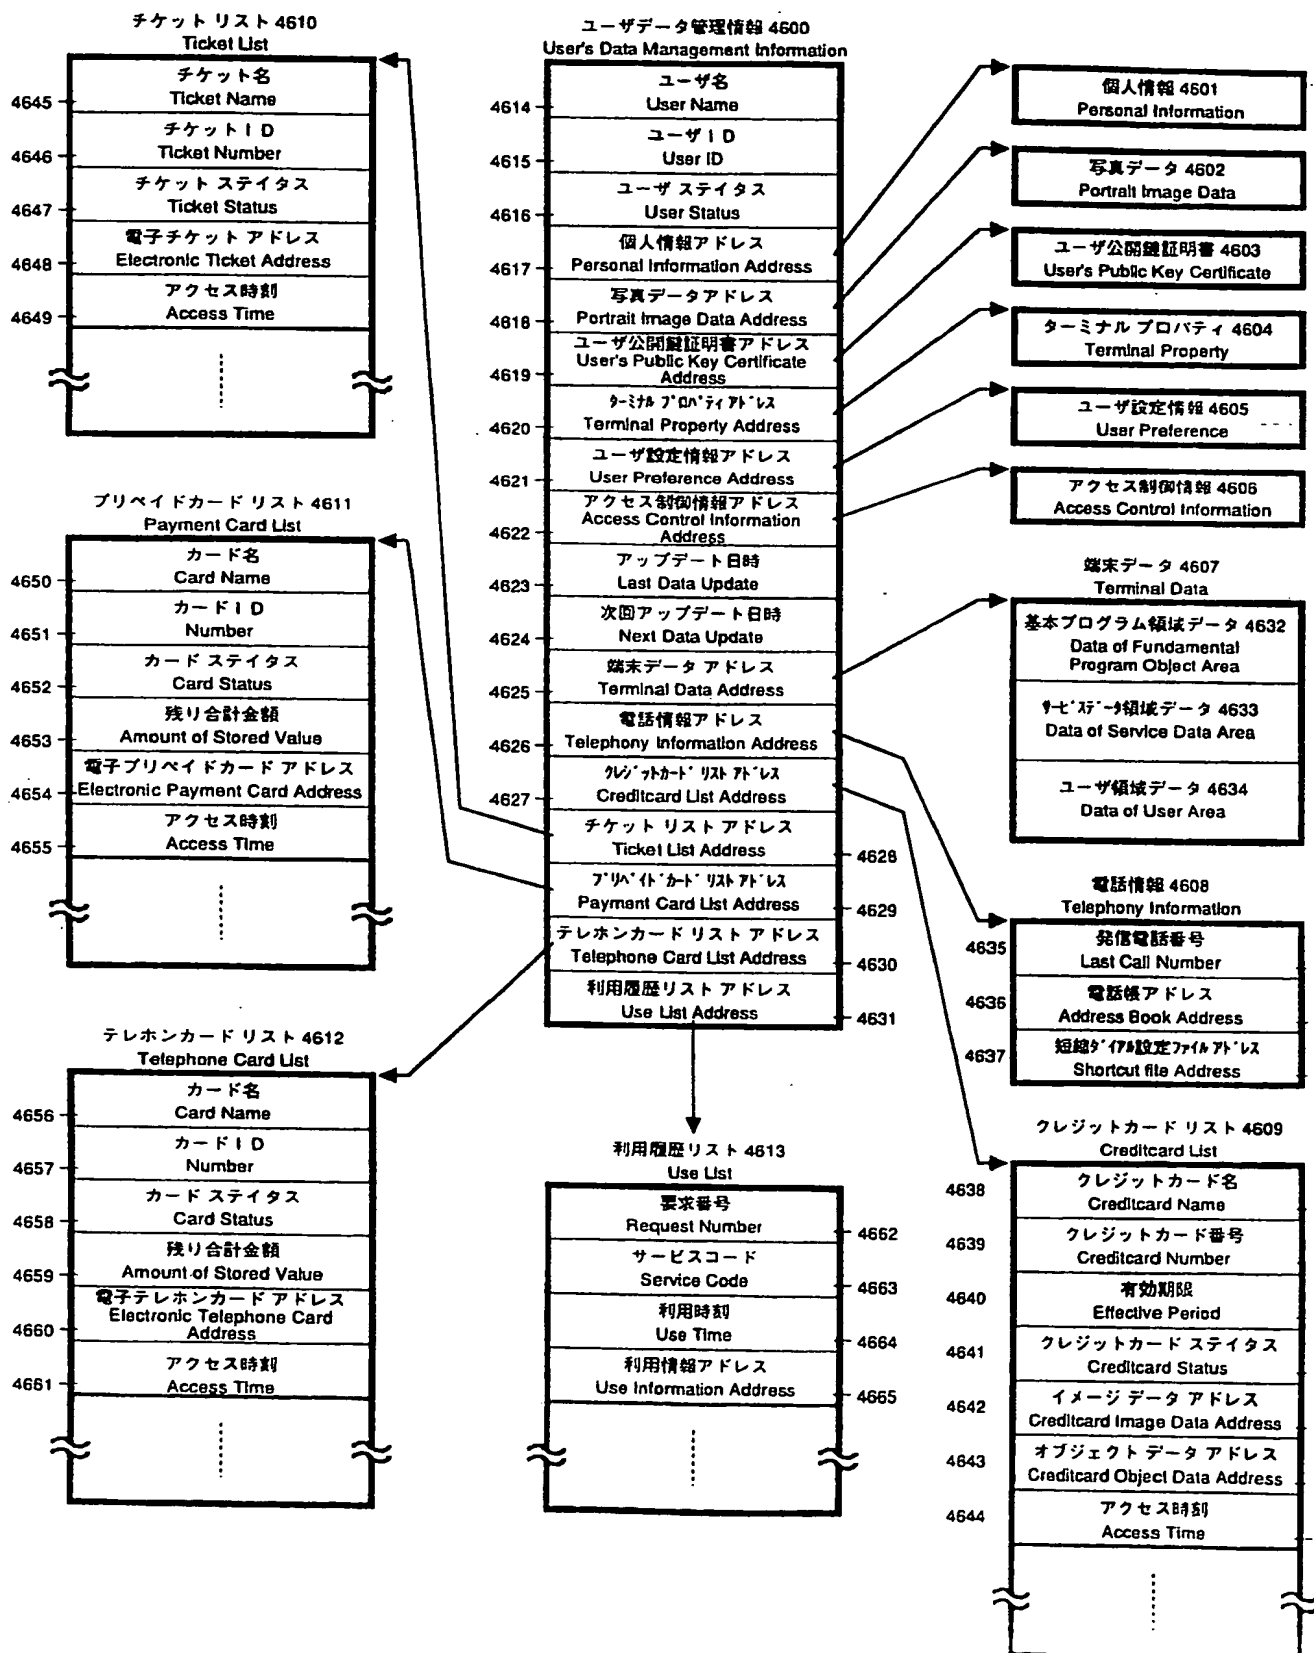 チケット リスト 4610
Ticket List
チケット名
Ticket Name
4645
チケットＩＤ
Ticket Number
4646
チケット ステイタス
Ticket Status
4647
電子チケット アドレス
Electronic Ticket Address
4648
アクセス時刻
Access Time
4649
プリペイドカード リスト 4611
Payment Card List
カード名
Card Name
4650
カードＩＤ
Number
4651
カード ステイタス
Card Status
4652
残り合計金額
Amount of Stored Value
4653
電子プリペイドカード アドレス
Electronic Payment Card Address
4654
アクセス時刻
Access Time
4655
テレホンカード リスト 4612
Telephone Card List
カード名
Card Name
4656
カードＩＤ
Number
4657
カード ステイタス
Card Status
4658
残り合計金額
Amount of Stored Value
4659
電子テレホンカード アドレス
Electronic Telephone Card
Address
4660
アクセス時刻
Access Time
4661
ユーザデータ管理情報 4600
User's Data Management Information
ユーザ名
User Name
4614
ユーザＩＤ
User ID
4615
ユーザ ステイタス
User Status
4616
個人情報アドレス
Personal Information Address
4617
写真データアドレス
Portrait Image Data Address
4618
ユーザ公開鍵証明書アドレス
User's Public Key Certificate
Address
4619
ﾀｰﾐﾅﾙ ﾌﾟﾛﾊﾟﾃｨ ｱﾄﾞﾚｽ
Terminal Property Address
4620
ユーザ設定情報アドレス
User Preference Address
4621
アクセス制御情報アドレス
Access Control Information
Address
4622
アップデート日時
Last Data Update
4623
次回アップデート日時
Next Data Update
4624
端末データ アドレス
Terminal Data Address
4625
電話情報アドレス
Telephony Information Address
4626
ｸﾚｼﾞｯﾄｶｰﾄﾞ ﾘｽﾄ ｱﾄﾞﾚｽ
Creditcard List Address
4627
チケット リスト アドレス
Ticket List Address
4628
ﾌﾟﾘﾍﾟｲﾄﾞｶｰﾄﾞ ﾘｽﾄ ｱﾄﾞﾚｽ
Payment Card List Address
4629
テレホンカード リスト アドレス
Telephone Card List Address
4630
利用履歴リスト アドレス
Use List Address
4631
利用履歴リスト 4613
Use List
要求番号
Request Number
4662
サービスコード
Service Code
4663
利用時刻
Use Time
4664
利用情報アドレス
Use Information Address
4665
個人情報 4601
Personal Information
写真データ 4602
Portrait Image Data
ユーザ公開鍵証明書 4603
User's Public Key Certificate
ターミナル プロパティ 4604
Terminal Property
ユーザ設定情報 4605
User Preference
アクセス制御情報 4606
Access Control Information
端末データ 4607
Terminal Data
基本プログラム領域データ 4632
Data of Fundamental
Program Object Area
ｻｰﾋﾞｽﾃﾞｰﾀ領域データ 4633
Data of Service Data Area
ユーザ領域データ 4634
Data of User Area
電話情報 4608
Telephony Information
4635
発信電話番号
Last Call Number
4636
電話帳アドレス
Address Book Address
4637
短縮ﾀﾞｲｱﾙ設定ﾌｧｲﾙ ｱﾄﾞﾚｽ
Shortcut file Address
クレジットカード リスト 4609
Creditcard List
4638
クレジットカード名
Creditcard Name
4639
クレジットカード番号
Creditcard Number
4640
有効期限
Effective Period
4641
クレジットカード ステイタス
Creditcard Status
4642
イメージ データ アドレス
Creditcard Image Data Address
4643
オブジェクト データ アドレス
Creditcard Object Data Address
4644
アクセス時刻
Access Time